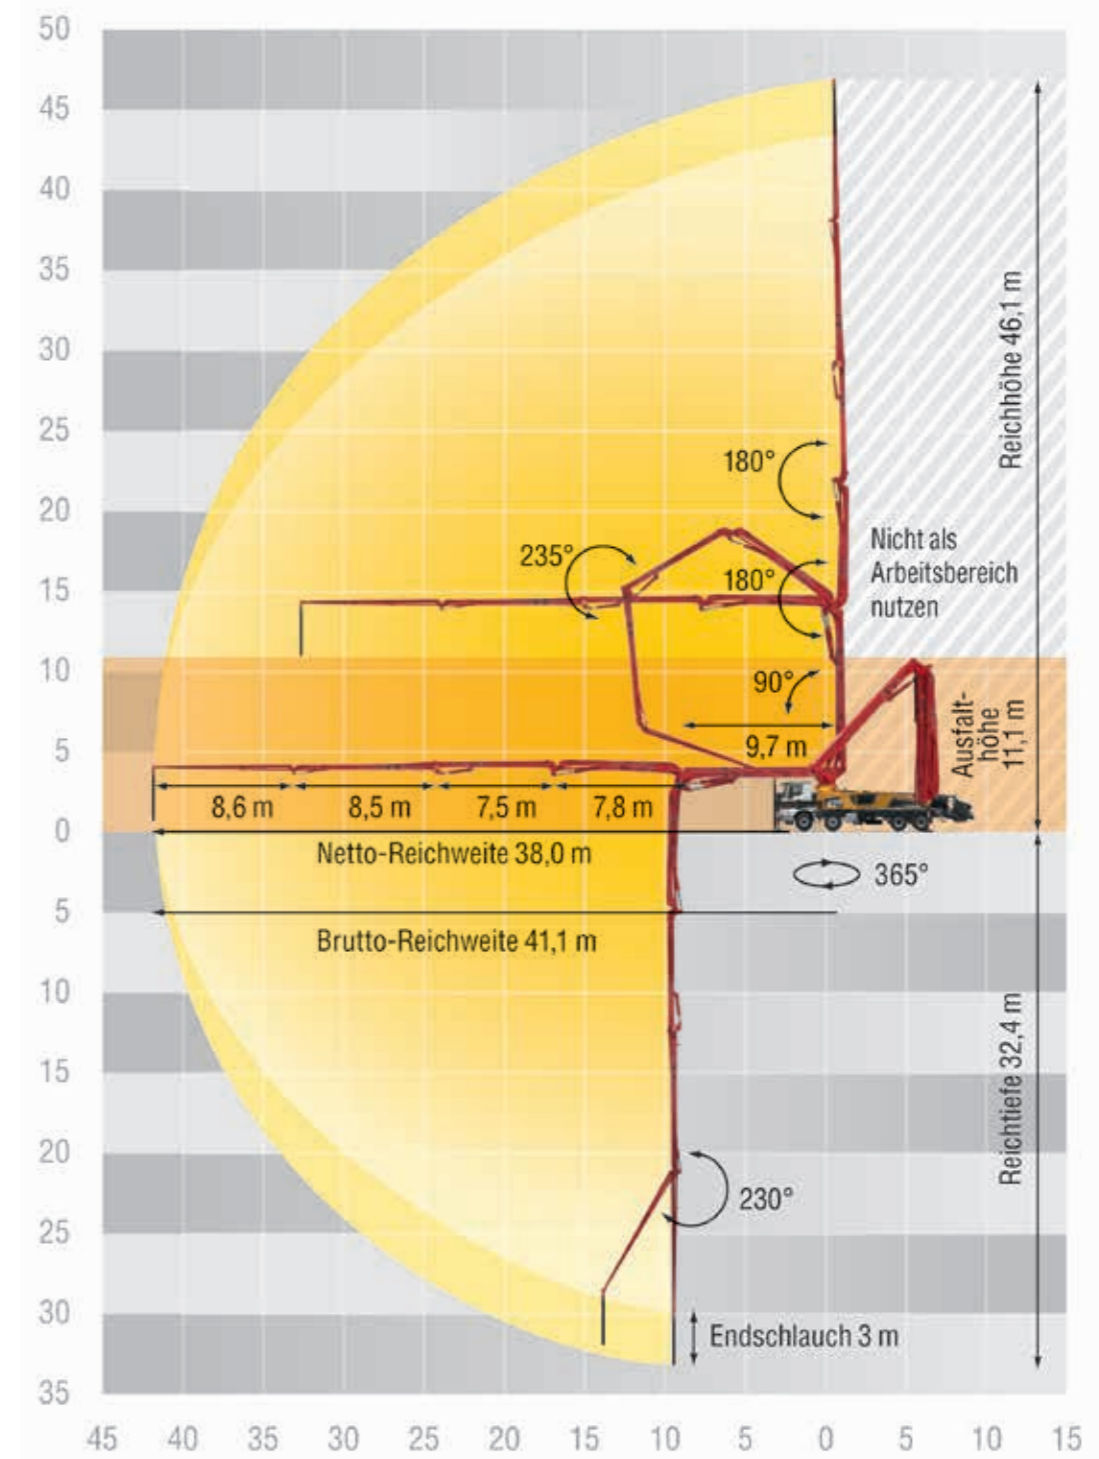 50
45
40
35
30
25
20
15
10
5
0
5
10
15
20
25
30
35
Reichhöhe 46,1 m
180°
Nicht als
Arbeitsbereich
nutzen
235°
180°
90°
9,7 m
Ausfalt-
höhe
11,1 m
8,6 m
8,5 m
7,5 m
7,8 m
Netto-Reichweite 38,0 m
365°
Brutto-Reichweite 41,1 m
Reichtiefe 32,4 m
230°
Endschlauch 3 m
45 40 35 30 25 20 15 10 5 0 5 10 15